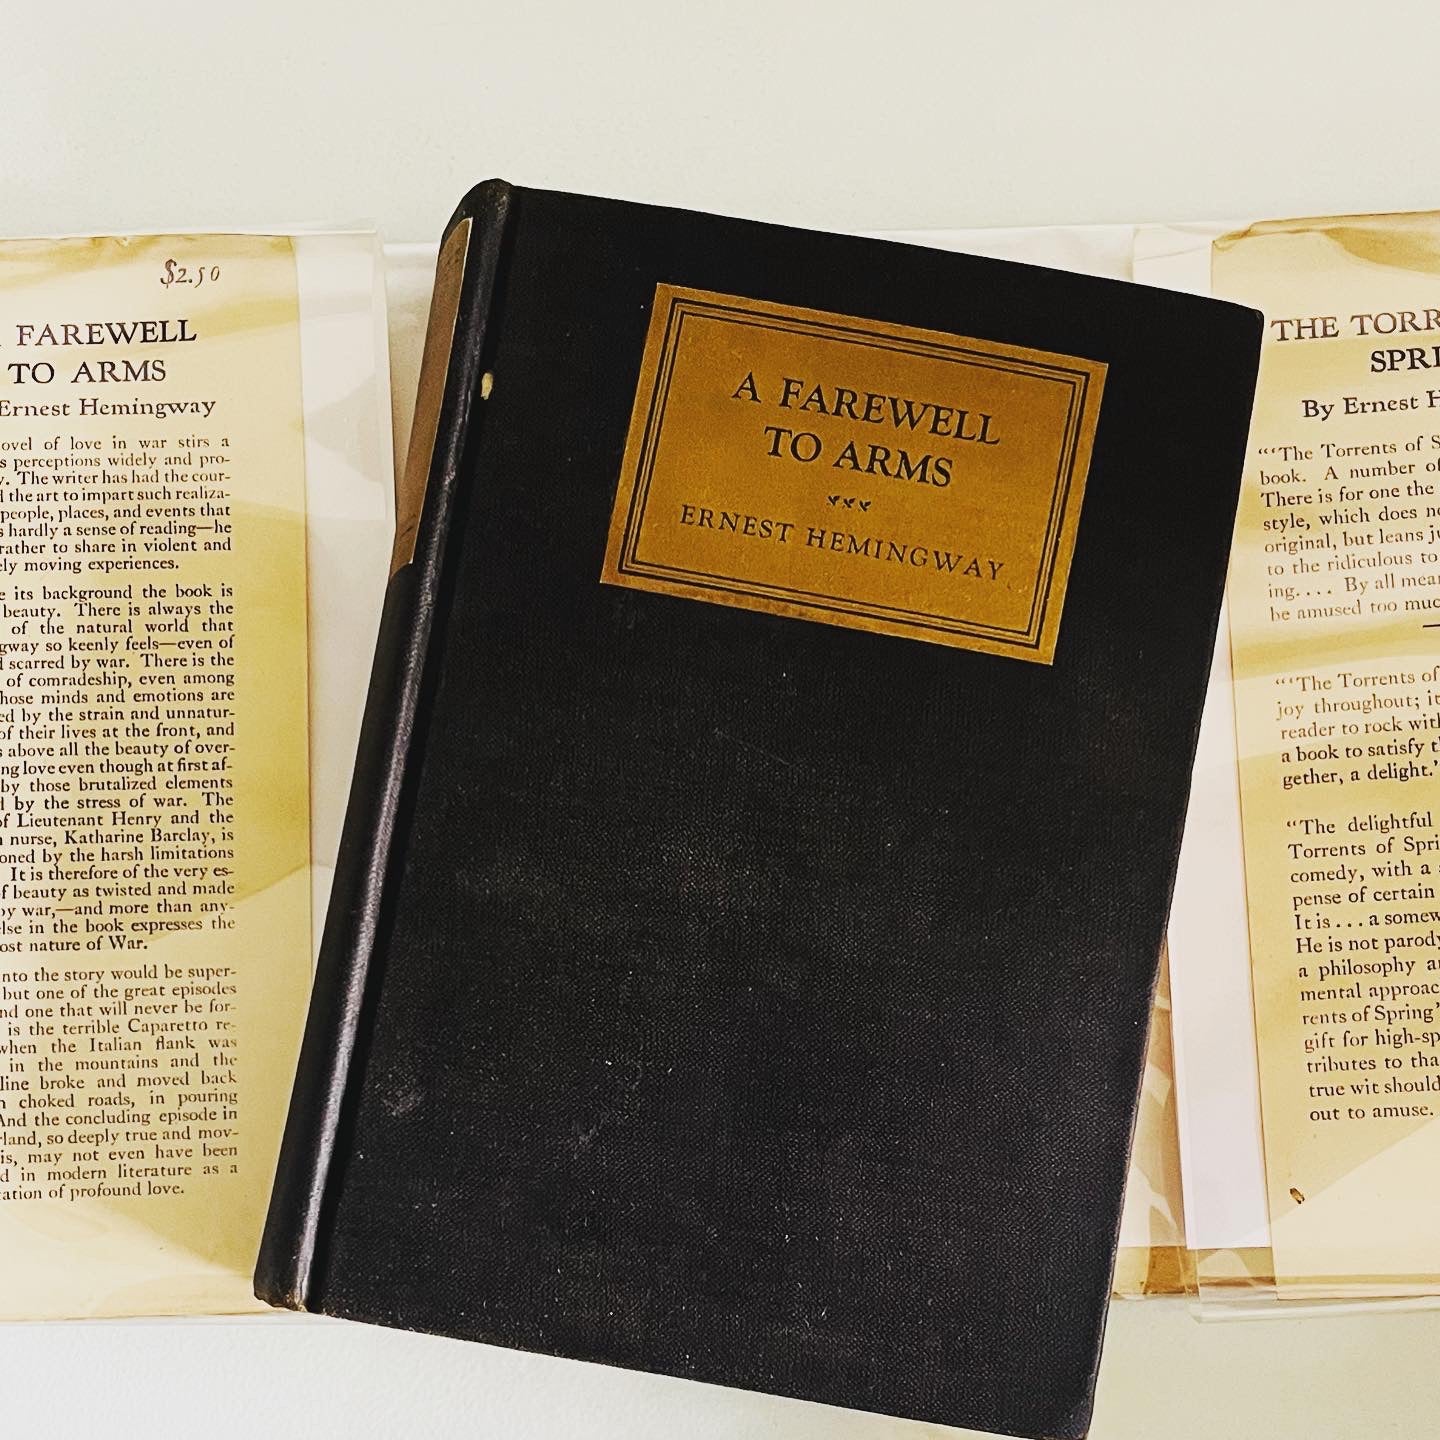 $2.50
FAREWELL
TO ARMS
Ernest Hemingway
ovel of love in war stirs a
s perceptions widely and pro-
y. The writer has had the cour-
d the art to impart such realiza-
people, places, and events that
s hardly a sense of reading—he
rather to share in violent and
ely moving experiences.
e its background the book is
beauty. There is always the
of the natural world that
gway so keenly feels—even of
d scarred by war. There is the
of comradeship, even among
hose minds and emotions are
ed by the strain and unnatur-
of their lives at the front, and
s above all the beauty of over-
ng love even though at first af-
by those brutalized elements
d by the stress of war. The
of Lieutenant Henry and the
n nurse, Katharine Barclay, is
oned by the harsh limitations
It is therefore of the very es-
f beauty as twisted and made
by war,—and more than any-
else in the book expresses the
ost nature of War.
nto the story would be super-
but one of the great episodes
nd one that will never be for-
is the terrible Caparetto re-
when the Italian flank was
in the mountains and the
line broke and moved back
n choked roads, in pouring
And the concluding episode in
rland, so deeply true and mov-
is, may not even have been
d in modern literature as a
tation of profound love.
A FAREWELL
TO ARMS
ERNEST HEMINGWAY
THE TORR
SPRI
By Ernest H
"'The Torrents of S
book. A number of
There is for one the
style, which does no
original, but leans ju
to the ridiculous to
ing.... By all mean
be amused too muc
"'The Torrents of
joy throughout; it
reader to rock with
a book to satisfy th
gether, a delight.'
"The delightful
Torrents of Spri
comedy, with a s
pense of certain
It is ... a somew
He is not parody
a philosophy an
mental approac
rents of Spring'
gift for high-sp
tributes to tha
true wit should
out to amuse.